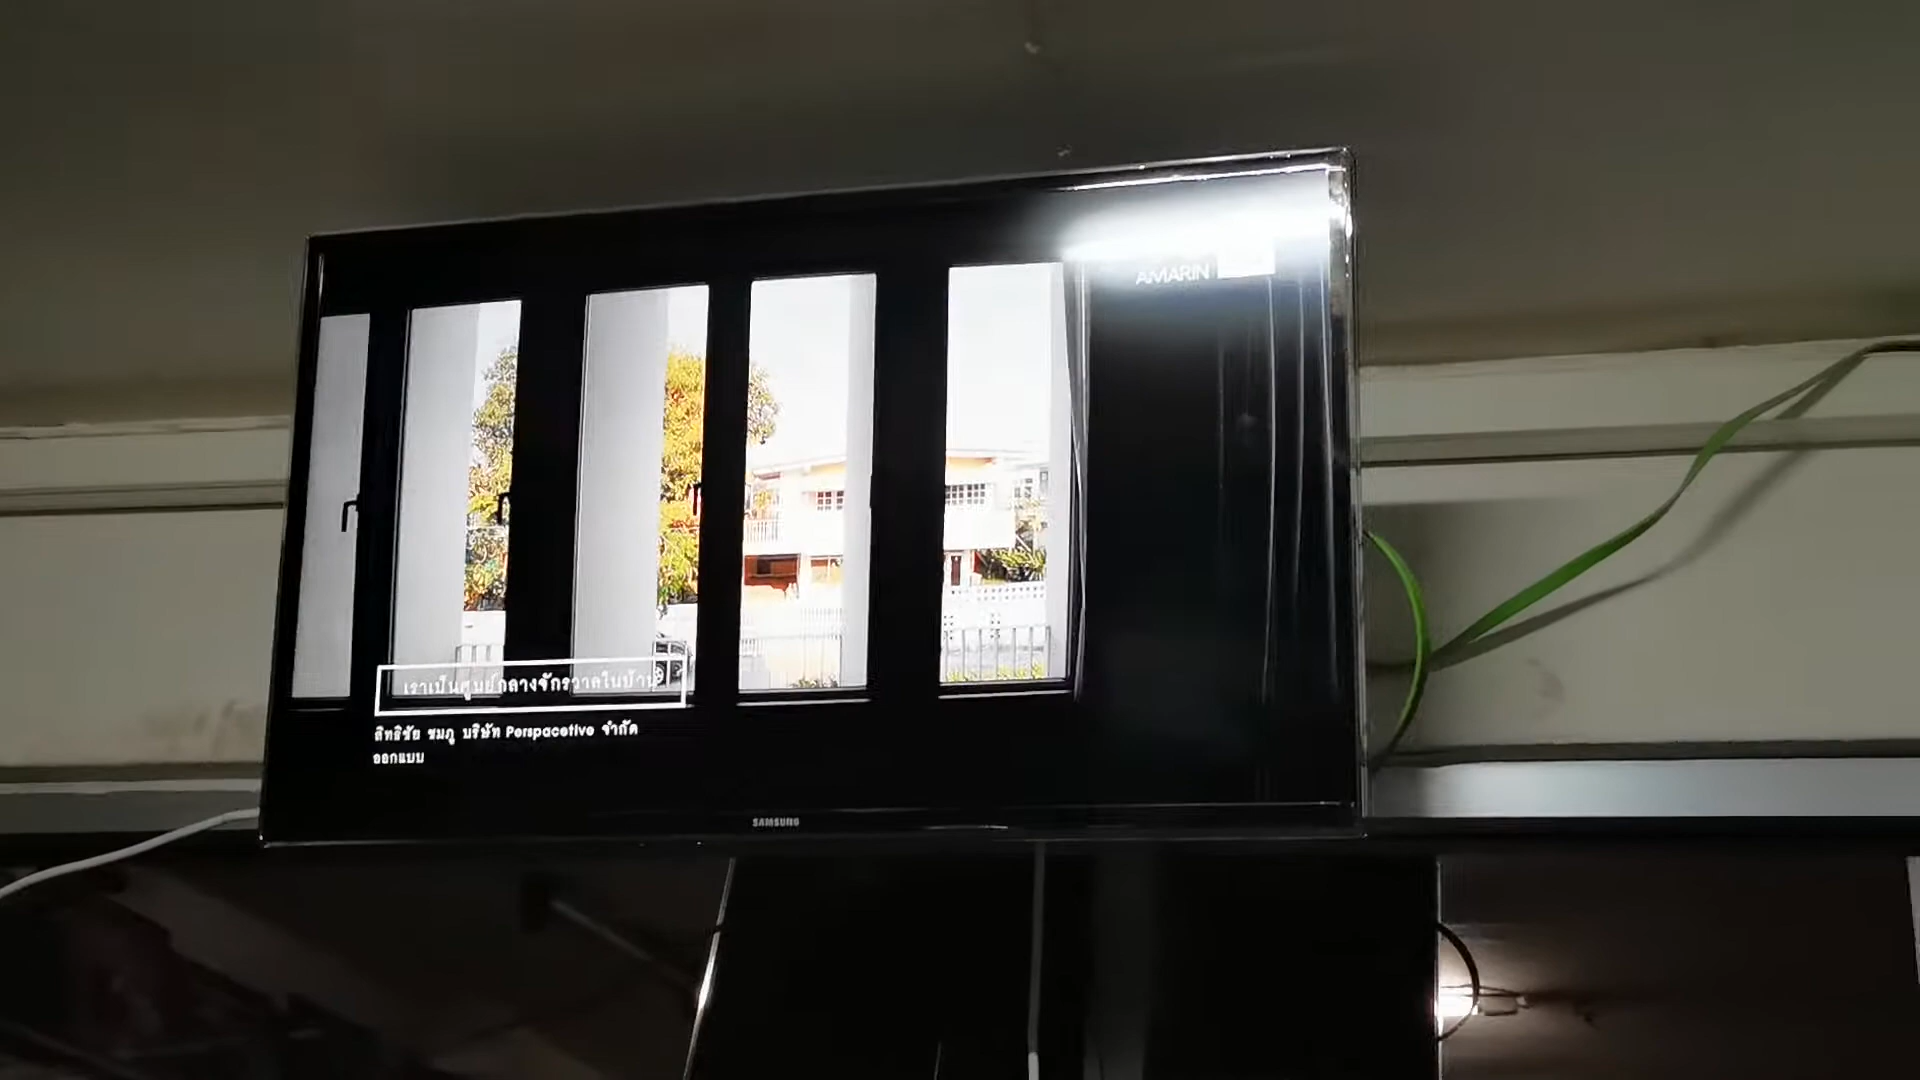 AMARIN
เราเป็นศูนย์กลางจักรวาลในบ้าน
สิทธิชัย ชมภู บริษัท Perspacetive จำกัด
ออกแบบ
SAMSUNG